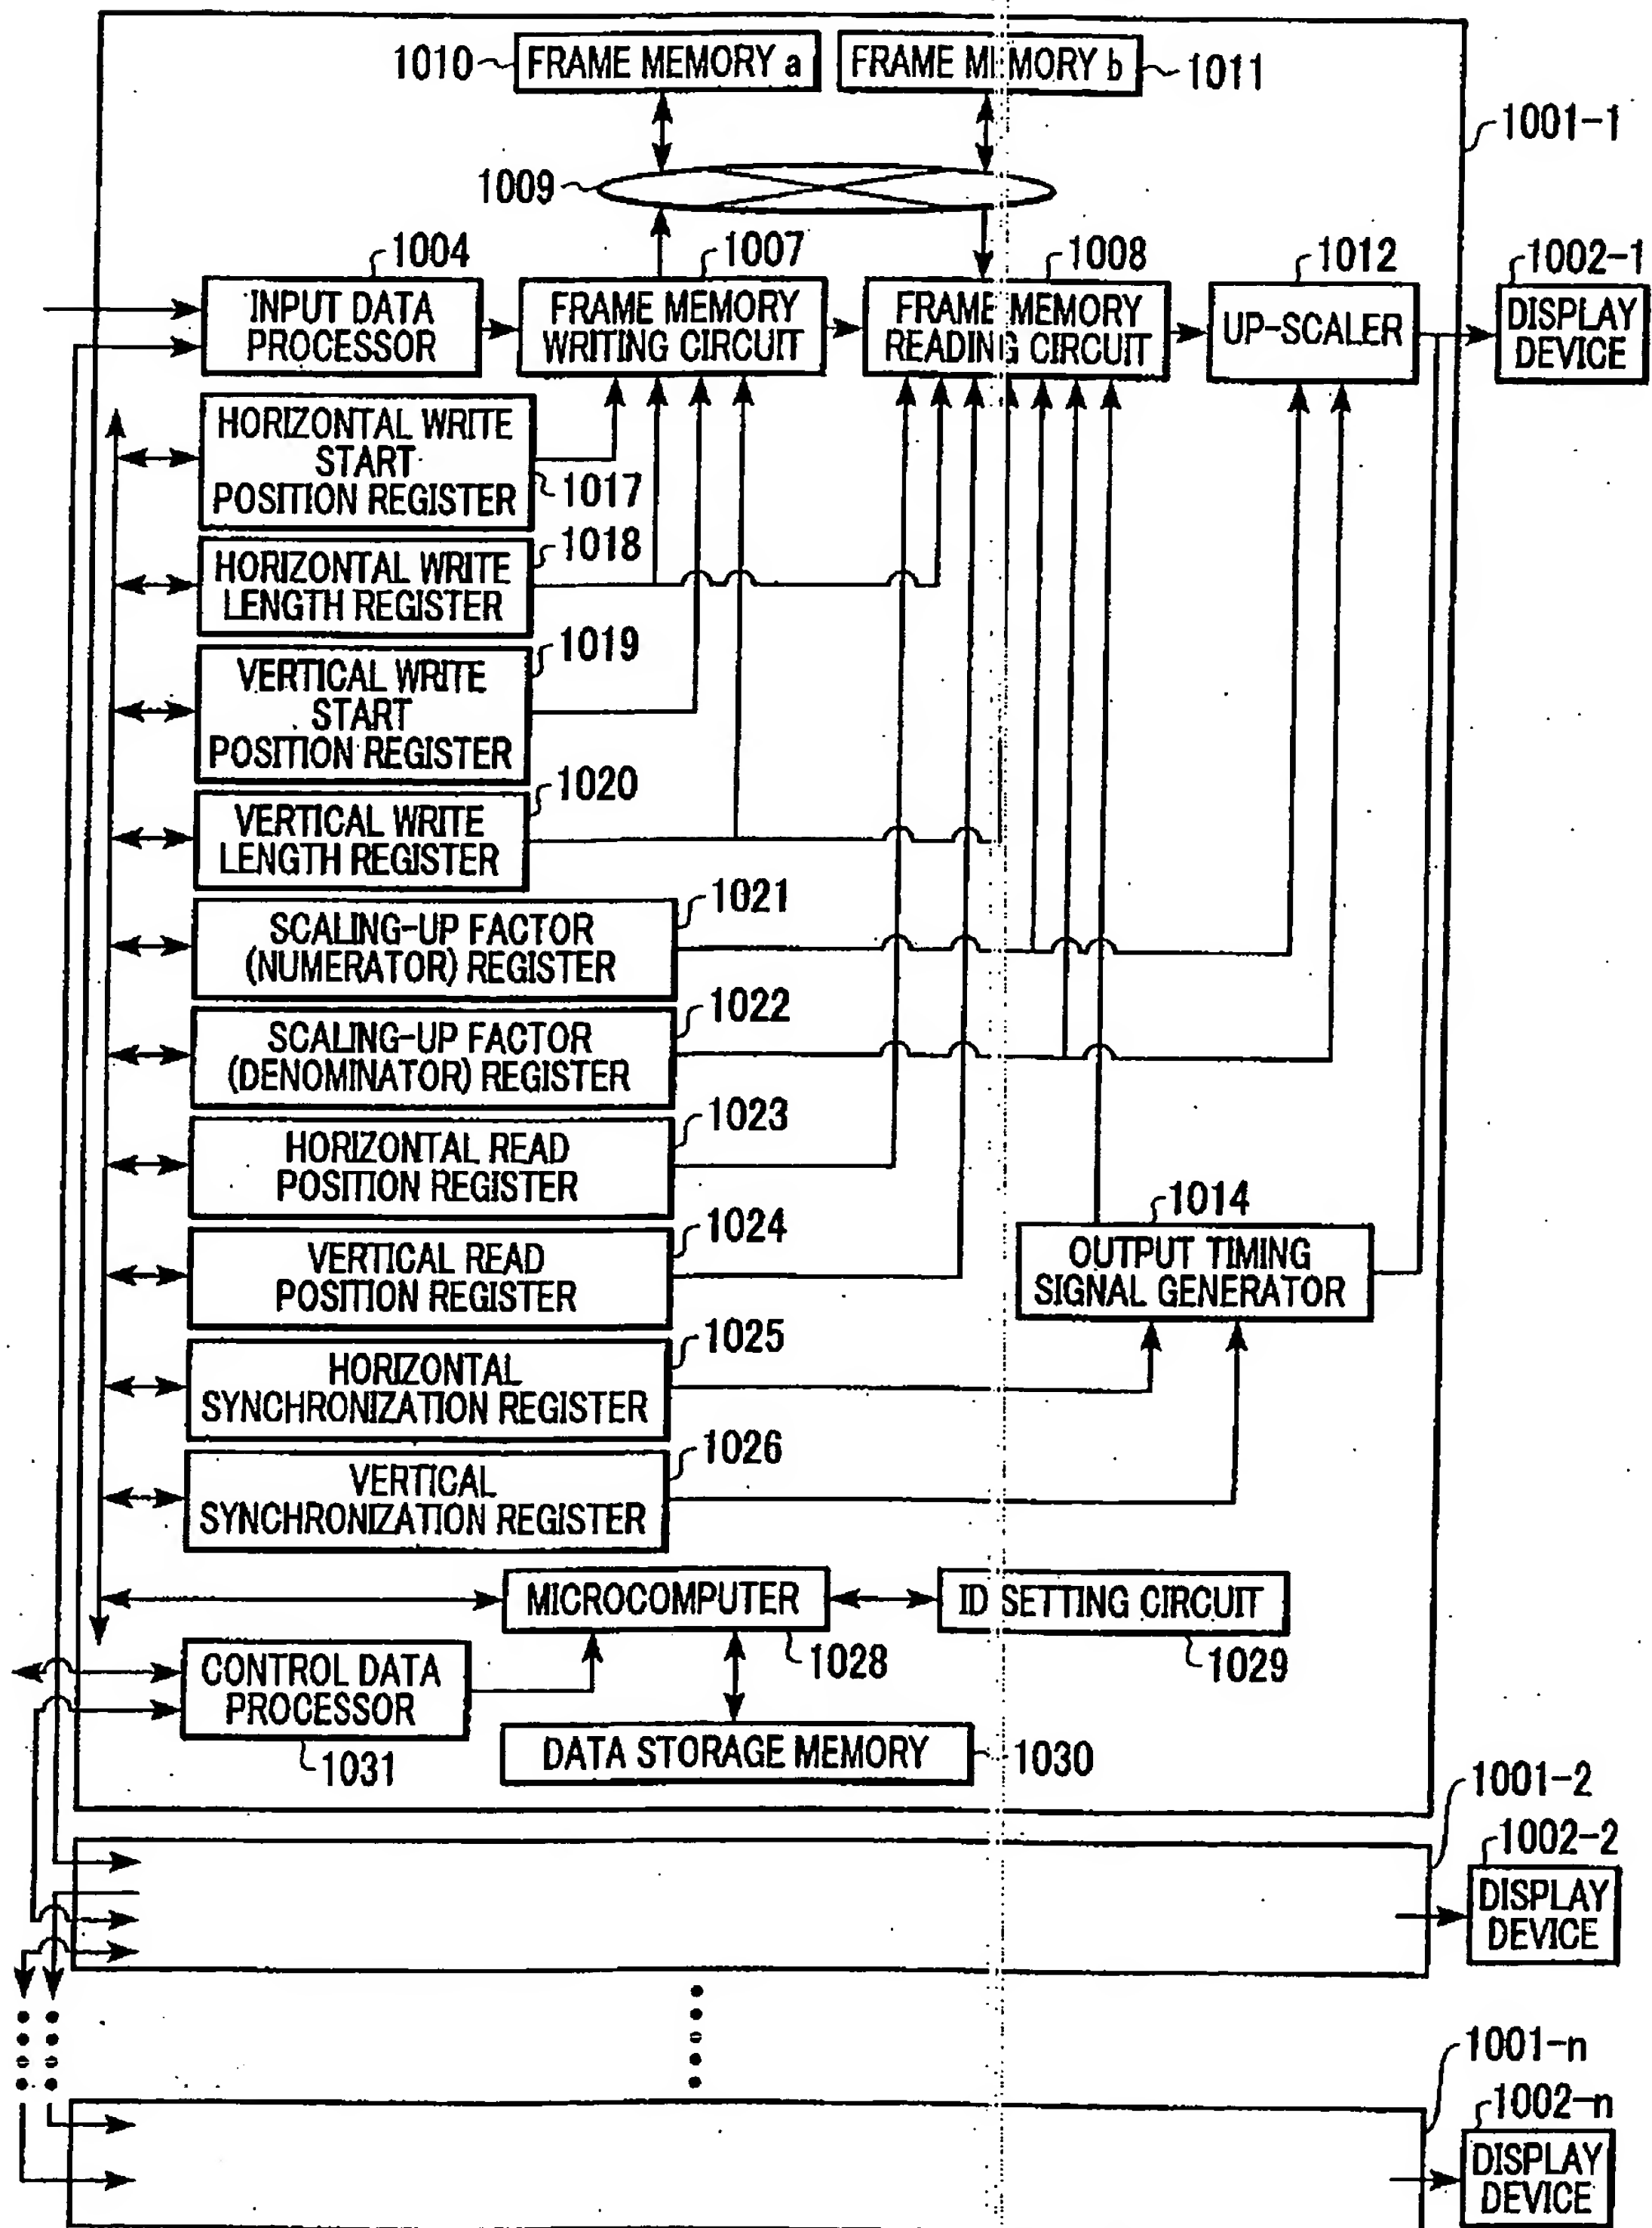 1010 FRAME MEMORY a FRAME MEMORY b 1011
1001-1
1009
1004 1007 1008 1012 1002-1
INPUT DATA
PROCESSOR
FRAME MEMORY
WRITING CIRCUIT
FRAME MEMORY
READING CIRCUIT
UP-SCALER
DISPLAY
DEVICE
HORIZONTAL WRITE
START
POSITION REGISTER
1017
HORIZONTAL WRITE
LENGTH REGISTER
1018
VERTICAL WRITE
START
POSITION REGISTER
1019
VERTICAL WRITE
LENGTH REGISTER
1020
SCALING-UP FACTOR
(NUMERATOR) REGISTER
1021
SCALING-UP FACTOR
(DENOMINATOR) REGISTER
1022
HORIZONTAL READ
POSITION REGISTER
1023
VERTICAL READ
POSITION REGISTER
1024
1014
OUTPUT TIMING
SIGNAL GENERATOR
HORIZONTAL
SYNCHRONIZATION REGISTER
1025
VERTICAL
SYNCHRONIZATION REGISTER
1026
MICROCOMPUTER
1028
ID SETTING CIRCUIT
1029
CONTROL DATA
PROCESSOR
1031
DATA STORAGE MEMORY
1030
1001-2
1002-2
DISPLAY
DEVICE
1001-n
1002-n
DISPLAY
DEVICE